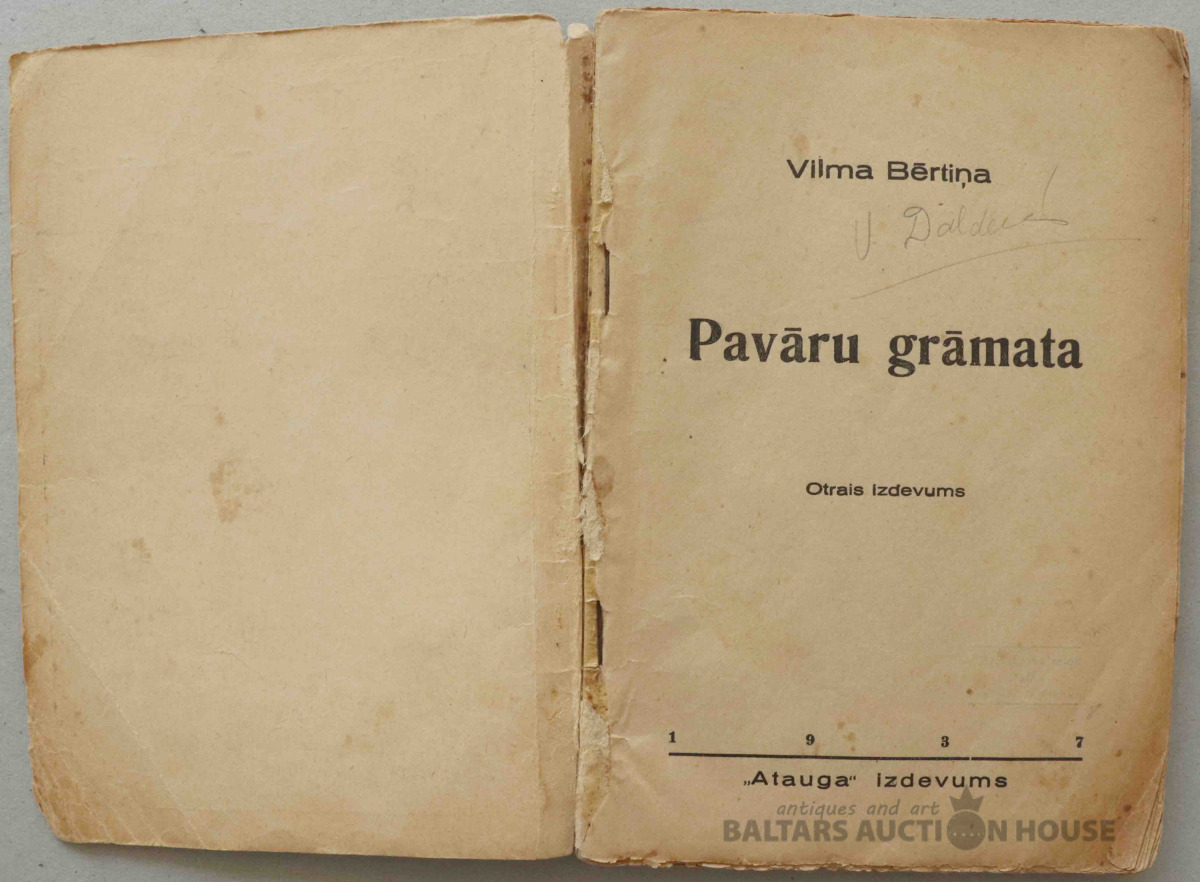 Vilma Bērtiņa
Pavāru grāmata
Otrais izdevums
1 9 3 7
„Atauga“ izdevums
antiques and art
BALTARS AUCTION HOUSE